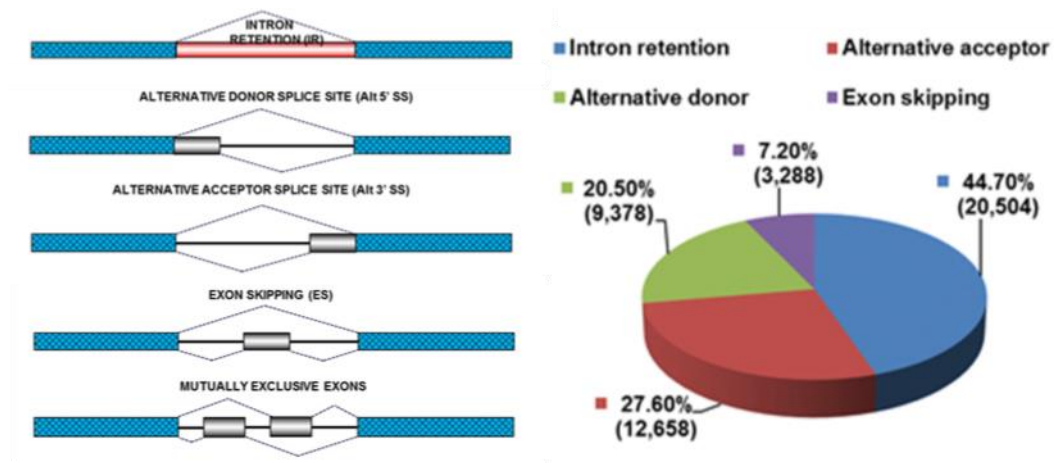 INTRON
RETENTION (IR)
ALTERNATIVE DONOR SPLICE SITE (Alt 5' SS)
ALTERNATIVE ACCEPTOR SPLICE SITE (Alt 3' SS)
EXON SKIPPING (ES)
MUTUALLY EXCLUSIVE EXONS
Intron retention
Alternative acceptor
Alternative donor
Exon skipping
7.20%
(3,288)
20.50%
(9,378)
44.70%
(20,504)
27.60%
(12,658)